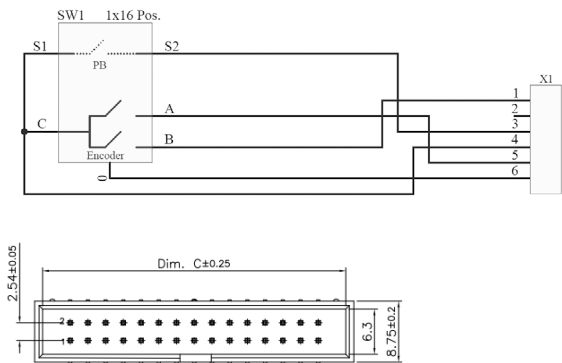 SW1 1x16 Pos.
S1
S2
PB
X1
A
1
2
C
3
B
4
5
Encoder
6
0
Dim. C±0.25
2.54±0.05
2
1
6.3
8.75±0.2